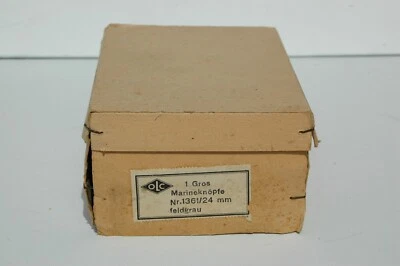 OLC
1 Gros
Marineknöpfe
Nr.1361/24 mm
feldgrau